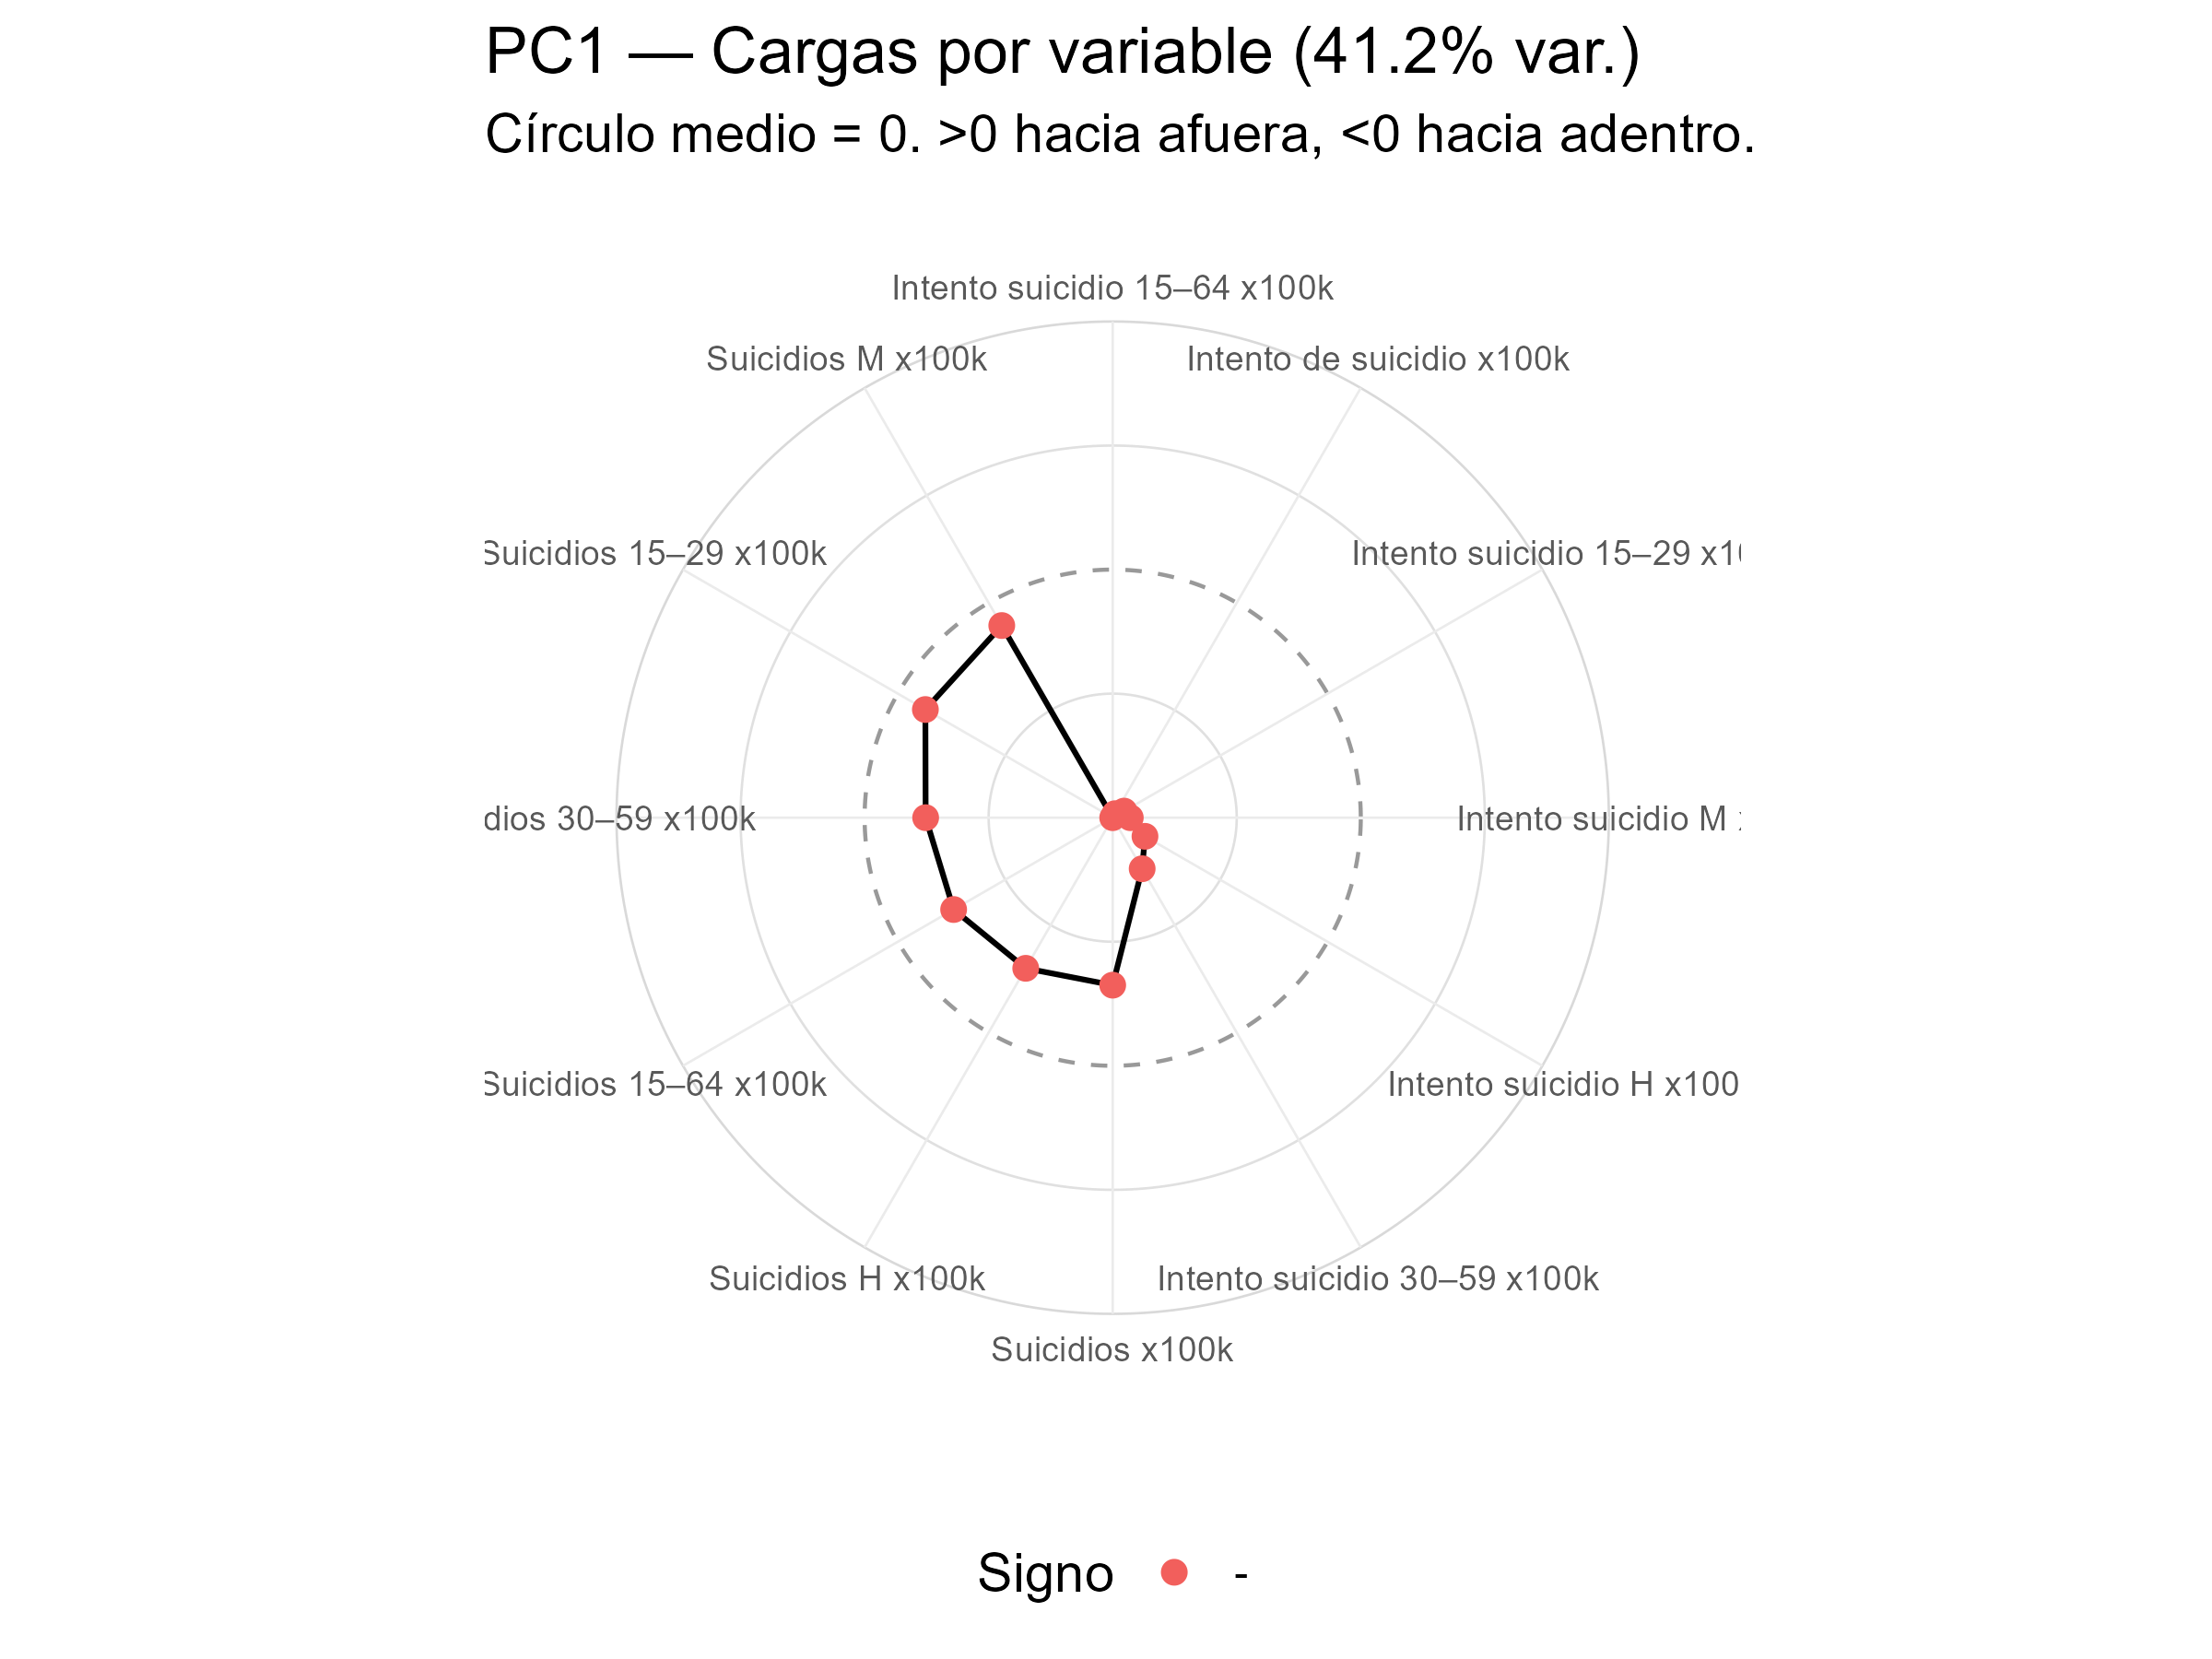 PC1 — Cargas por variable (41.2% var.)
Círculo medio = 0. >0 hacia afuera, <0 hacia adentro.
Intento suicidio 15–64 x100k
Suicidios M x100k
Intento de suicidio x100k
Suicidios 15–29 x100k
Intento suicidio 15–29 x10
dios 30–59 x100k
Intento suicidio M
Suicidios 15–64 x100k
Intento suicidio H x100
Suicidios H x100k
Intento suicidio 30–59 x100k
Suicidios x100k
Signo -